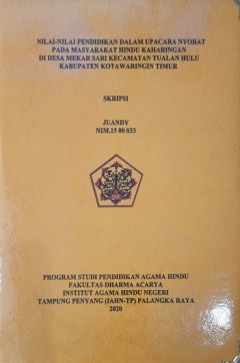 NILAI-NILAI PENDIDIKAN DALAM UPACARA NYORAT
PADA MASYARAKAT HINDU KAHARINGAN
DI DESA MEKAR SARI KECAMATAN TUALAN HULU
KABUPATEN KOTAWARINGIN TIMUR
SKRIPSI
JUANDY
NIM.15 00 033
PROGRAM STUDI PENDIDIKAN AGAMA HINDU
FAKULTAS DHARMA ACARYA
INSTITUT AGAMA HINDU NEGERI
TAMPUNG PENYANG (IAHN-TP) PALANGKA RAYA
2020